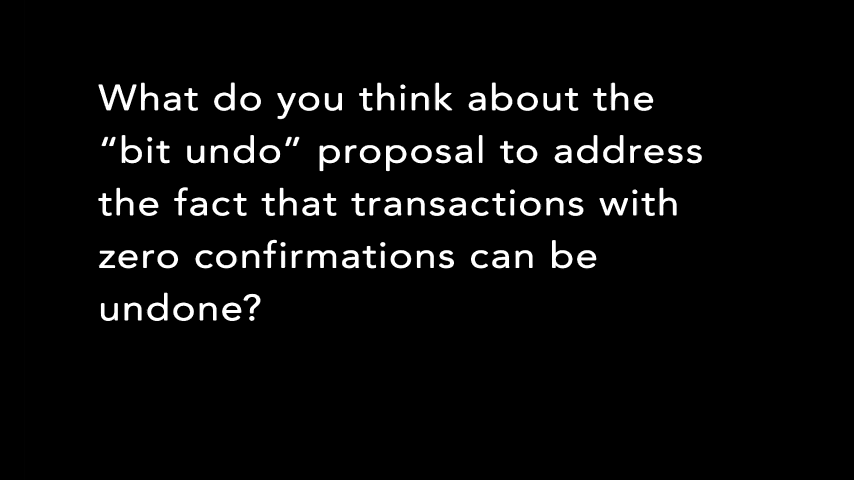 What do you think about the
“bit undo” proposal to address
the fact that transactions with
zero confirmations can be
undone?